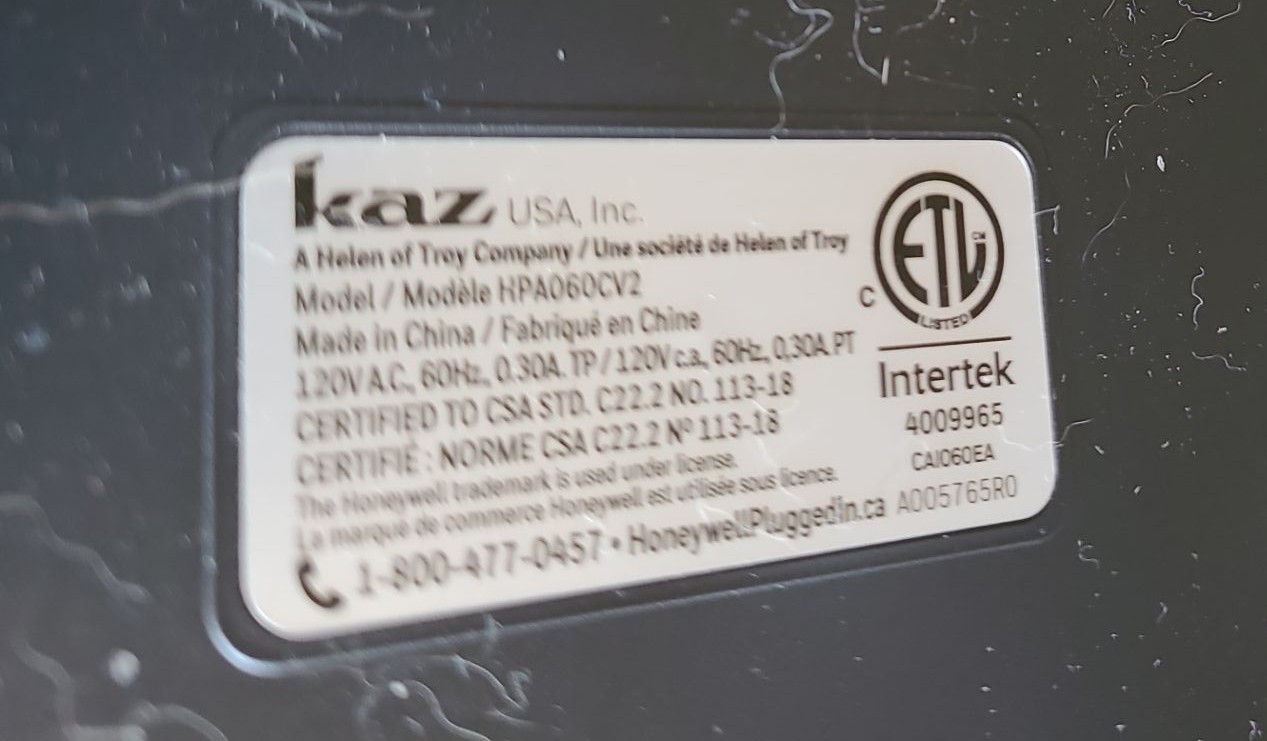 kaz USA, Inc.
A Helen of Troy Company / Une société de Helen of Troy
Model / Modèle HPA060CV2
Made in China / Fabriqué en Chine
120V A.C., 60Hz, 0.30A. TP / 120V c.a., 60Hz, 0,30A. PT
CERTIFIED TO CSA STD. C22.2 NO. 113-18
CERTIFIÉ : NORME CSA C22.2 Nº 113-18
The Honeywell trademark is used under license.
La marque de commerce Honeywell est utilisée sous licence.
1-800-477-0457 • HoneywellPluggedIn.ca
C ETL CM
LISTED
Intertek
4009965
CAI060EA
A005765R0